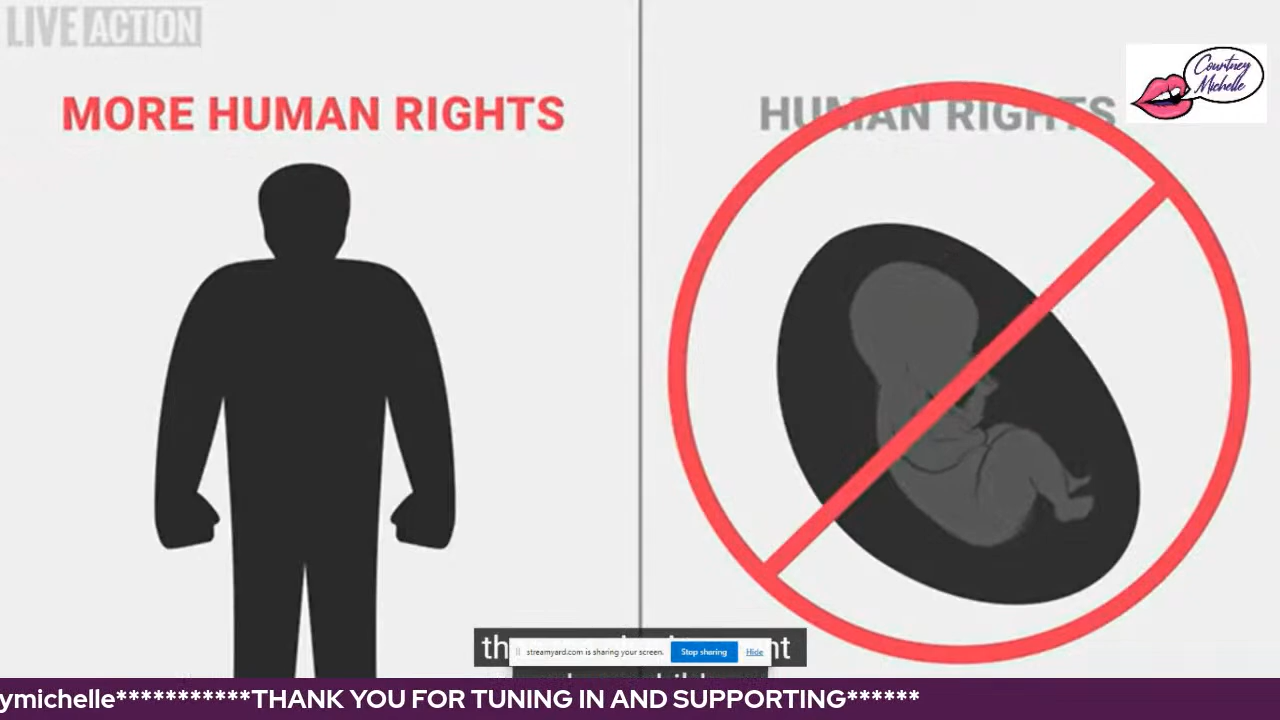 LIVE ACTION
MORE HUMAN RIGHTS
HUMAN RIGHTS
Courtney
Michelle
streamyard.com is sharing your screen.
Stop sharing
Hide
ymichelle***********THANK YOU FOR TUNING IN AND SUPPORTING******